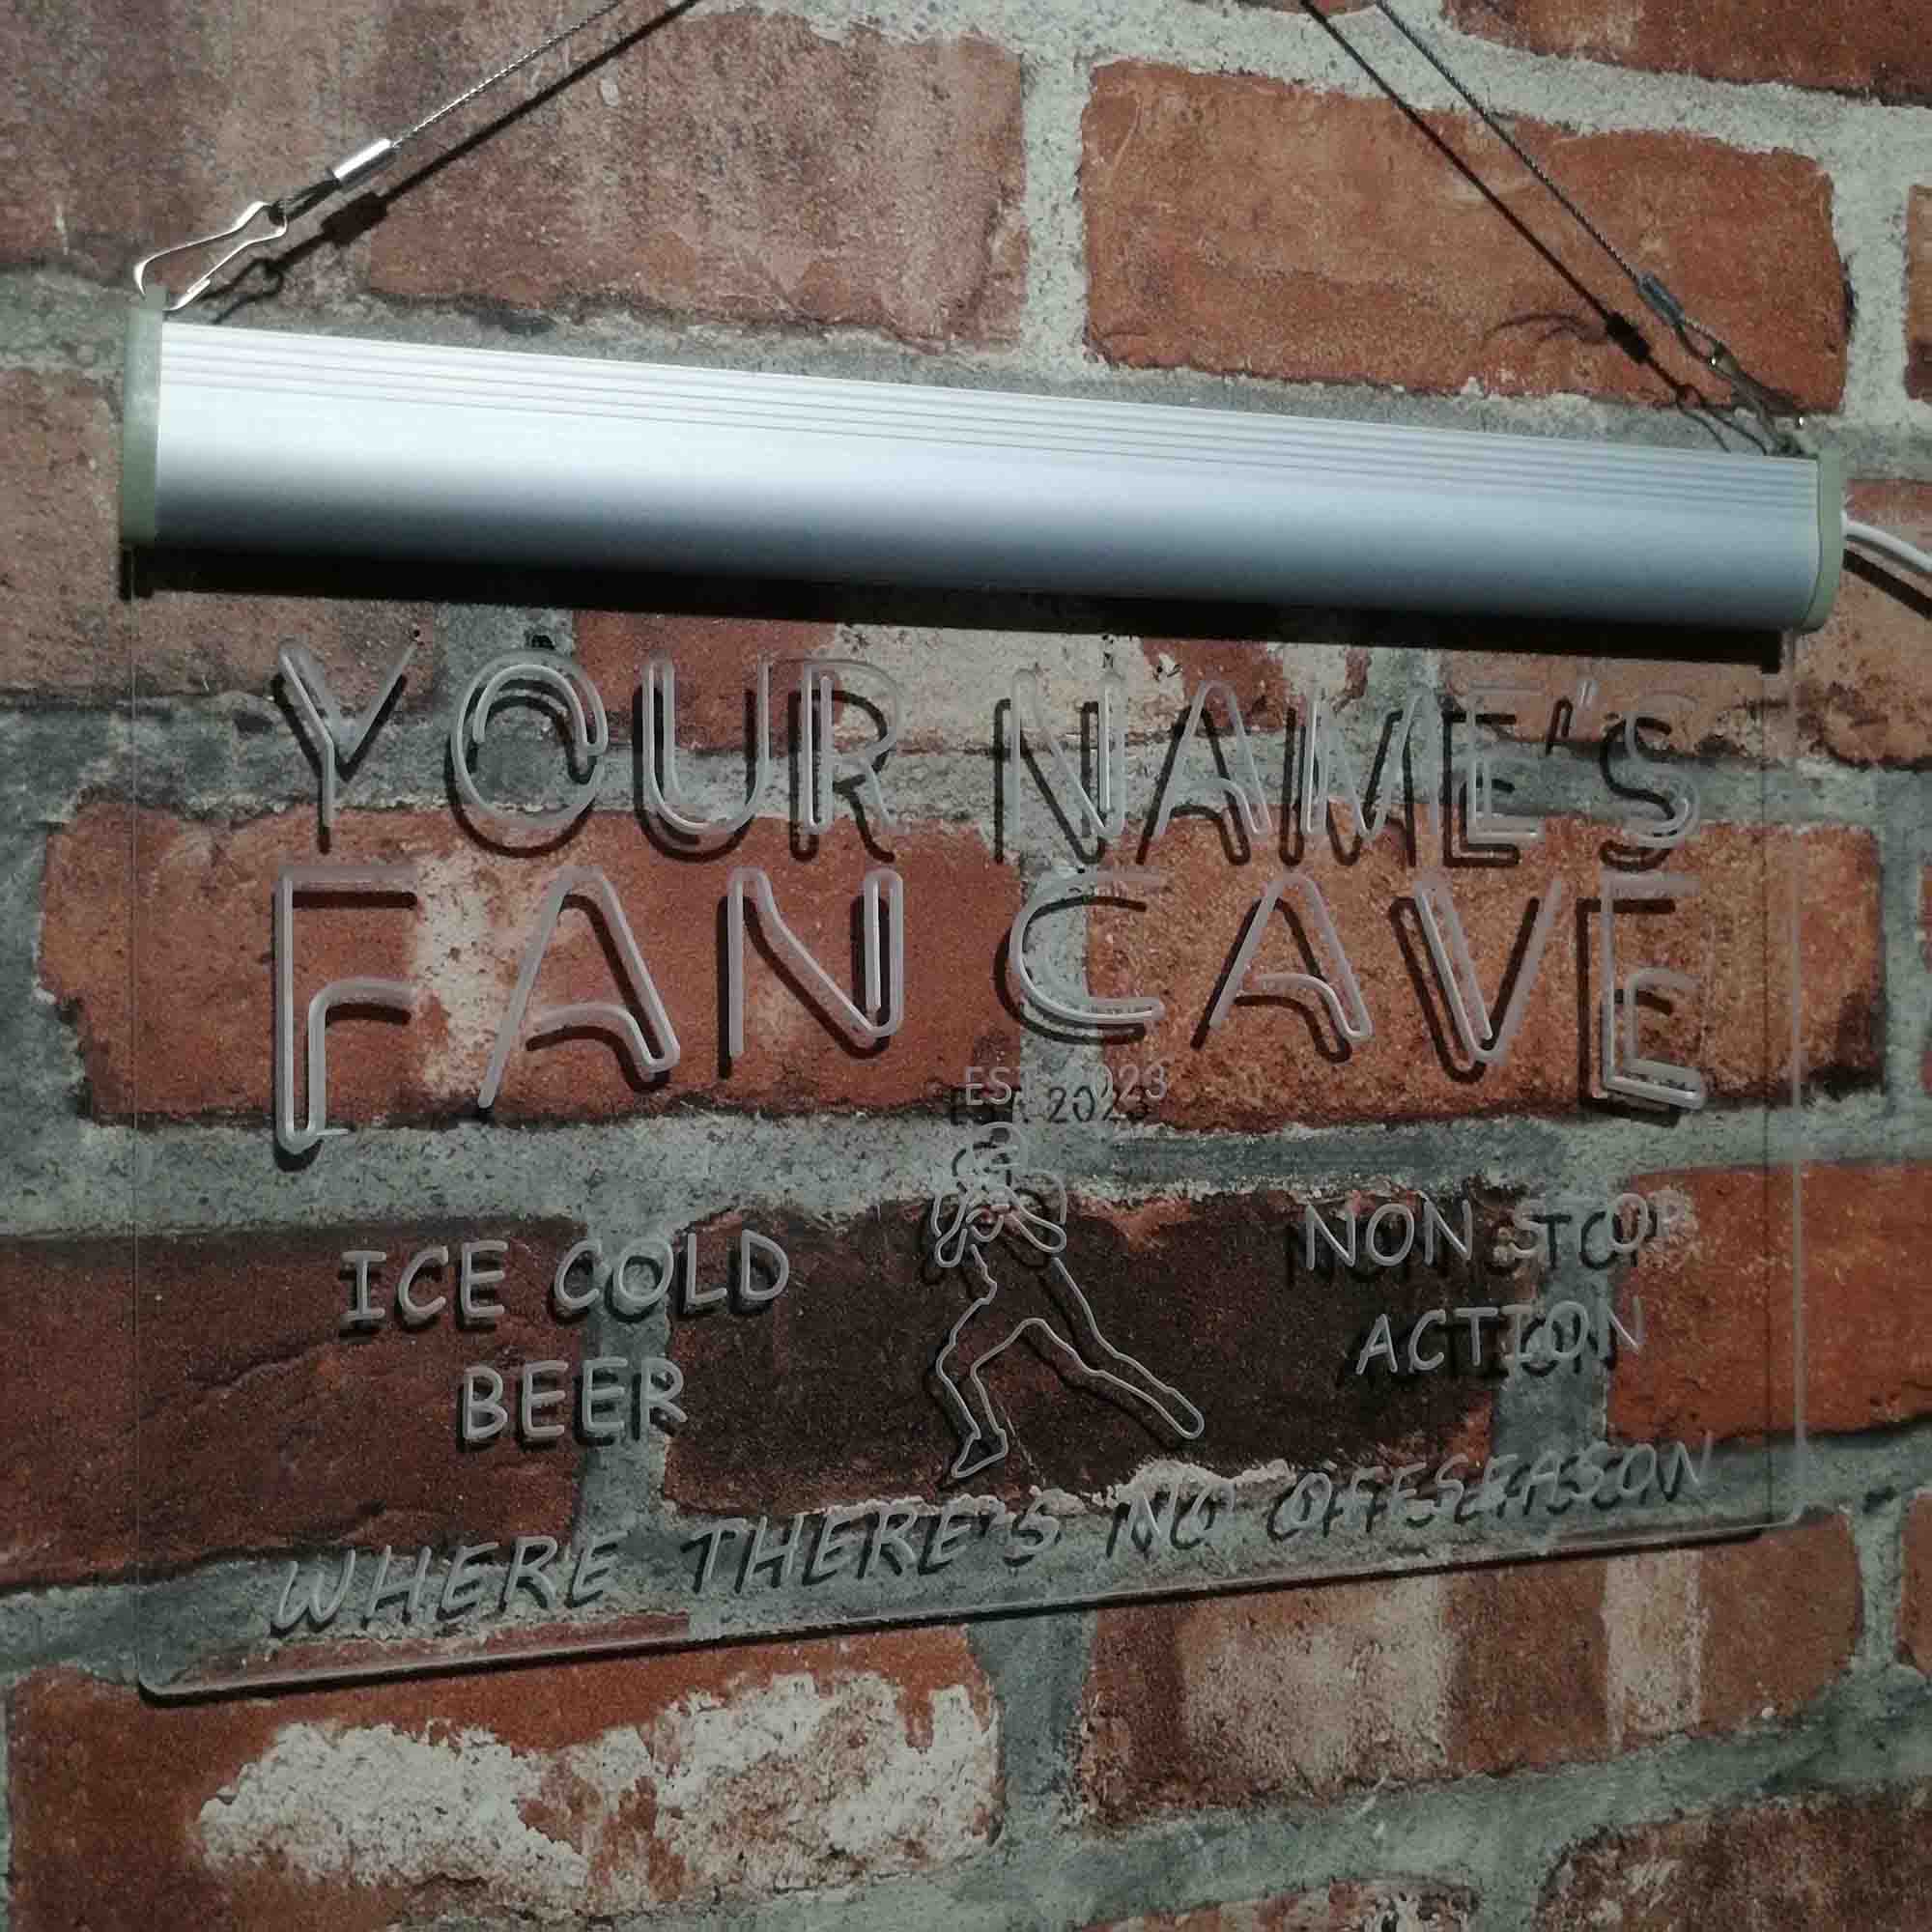 YOUR NAME'S
FAN CAVE
EST. 2023
ICE COLD
BEER
NON STOP
ACTION
WHERE THERE'S NO OFFSEASON